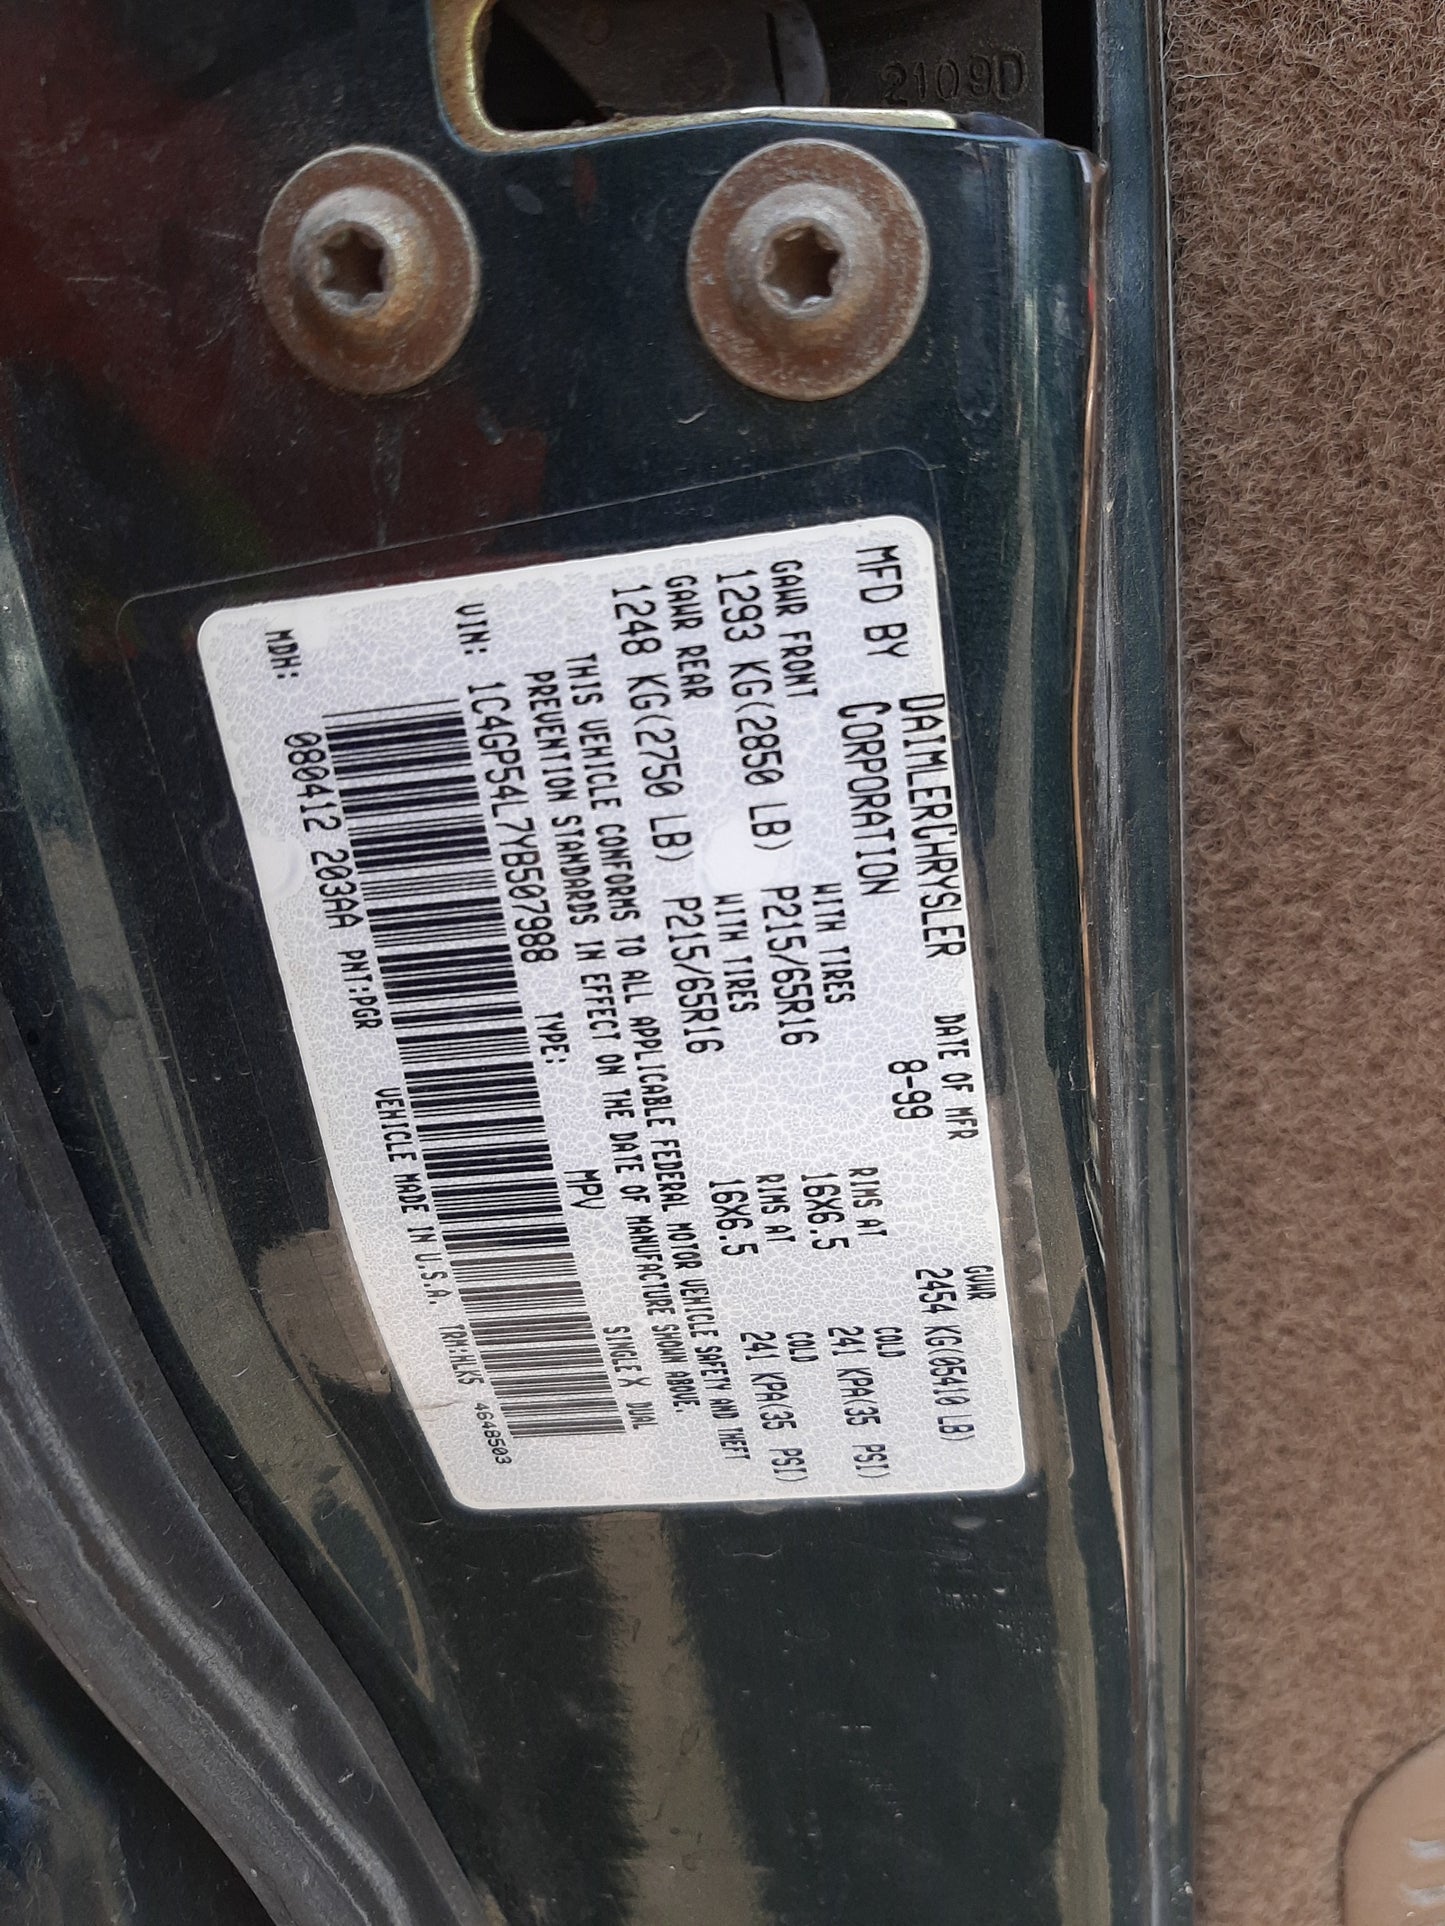 2109D
MFD BY DAIMLERCHRYSLER CORPORATION DATE OF MFR 8-99 GVWR 2454 KG(05410 LB)
GAWR FRONT WITH TIRES RIMS AT COLD
1293 KG(2850 LB) P215/65R16 16X6.5 241 KPA(35 PSI)
GAWR REAR WITH TIRES RIMS AT COLD
1248 KG(2750 LB) P215/65R16 16X6.5 241 KPA(35 PSI)
THIS VEHICLE CONFORMS TO ALL APPLICABLE FEDERAL MOTOR VEHICLE SAFETY AND THEFT
PREVENTION STANDARDS IN EFFECT ON THE DATE OF MANUFACTURE SHOWN ABOVE.
VIN: 1C4GP54L7YB507988 TYPE: MPV SINGLE X DUAL
MDH: 080412 203AA PNT:PGR VEHICLE MADE IN U.S.A. TRM:HJK5 4648503